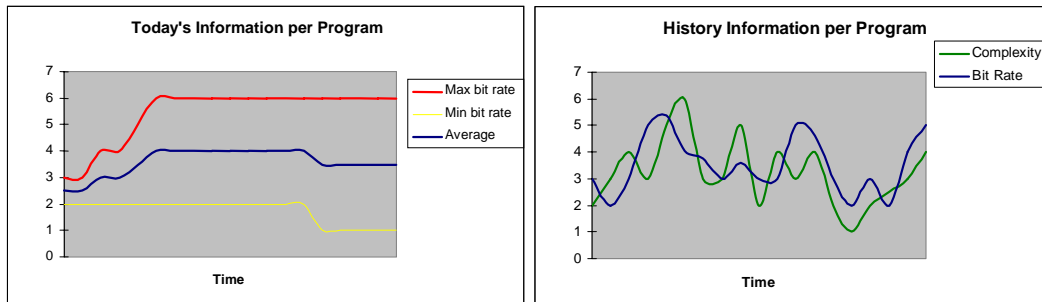 Today's Information per Program
7
6
5
4
3
2
1
0
Time
Max bit rate
Min bit rate
Average
History Information per Program
7
6
5
4
3
2
1
0
Time
Complexity
Bit Rate